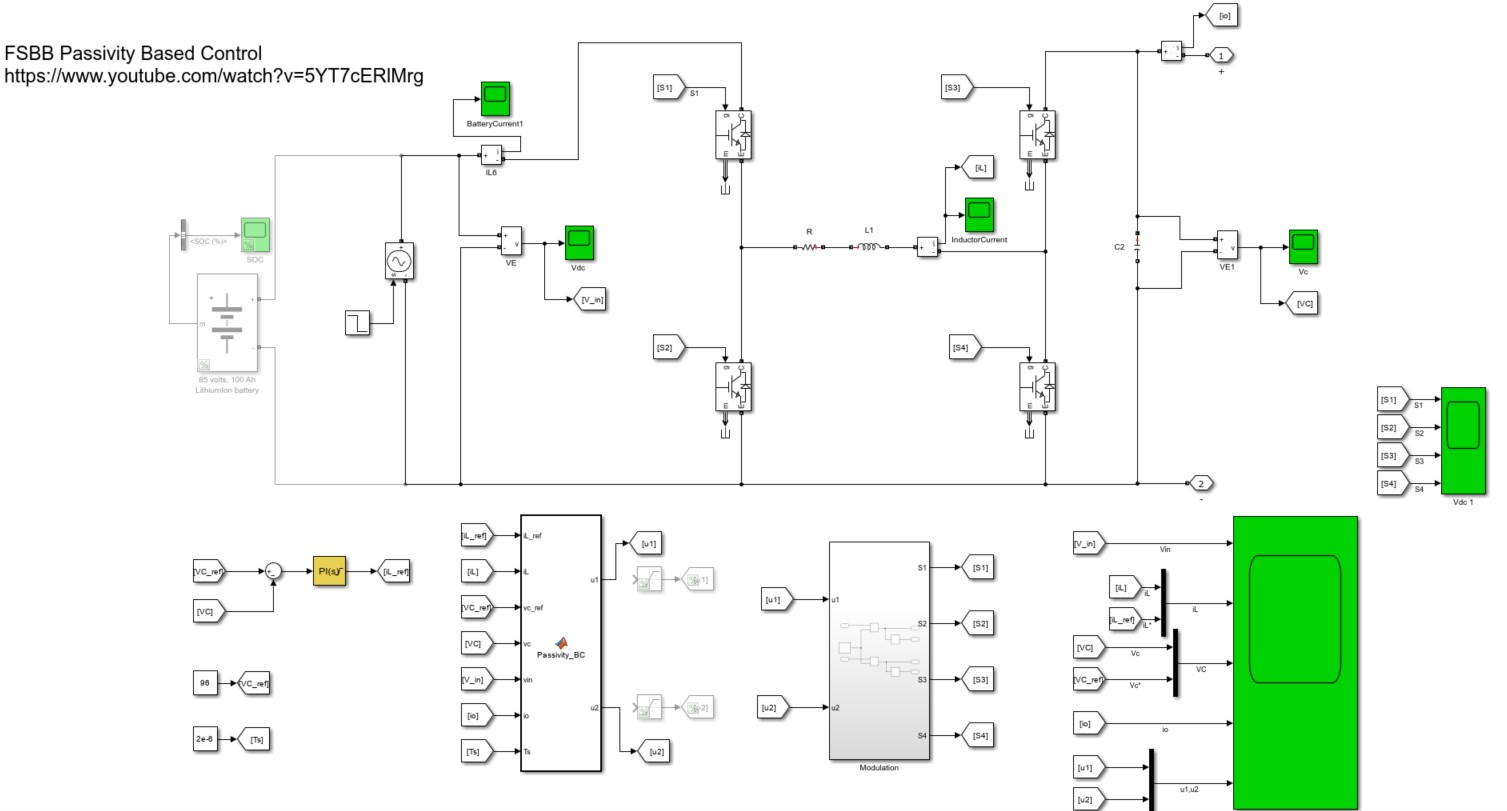 FSBB Passivity Based Control
https://www.youtube.com/watch?v=5YT7cERlMrg
[io]
1
+
[S1]
S1
[S3]
BatteryCurrent1
IL6
[iL]
InductorCurrent
R
L1
C2
<SOC (%)>
SOC
VE
Vdc
[V_in]
VE1
Vc
[VC]
m
85 volts, 100 Ah
LithiumIon battery
[S2]
[S4]
2
-
[S1]
S1
[S2]
S2
[S3]
S3
[S4]
S4
Vdc 1
[VC_ref]
PI(s)
[iL_ref]
[VC]
96
[VC_ref]
2e-6
[Ts]
[iL_ref]
iL_ref
[iL]
iL
[VC_ref]
vc_ref
[VC]
vc
[V_in]
vin
[io]
io
[Ts]
Ts
Passivity_BC
u1
[u1]
u2
[u2]
[u1]
u1
[u2]
u2
S1
[S1]
S2
[S2]
S3
[S3]
S4
[S4]
Modulation
[V_in]
Vin
[iL]
iL
[iL_ref]
iL*
iL
[VC]
Vc
[VC_ref]
Vc*
VC
[io]
io
[u1]
[u2]
u1,u2